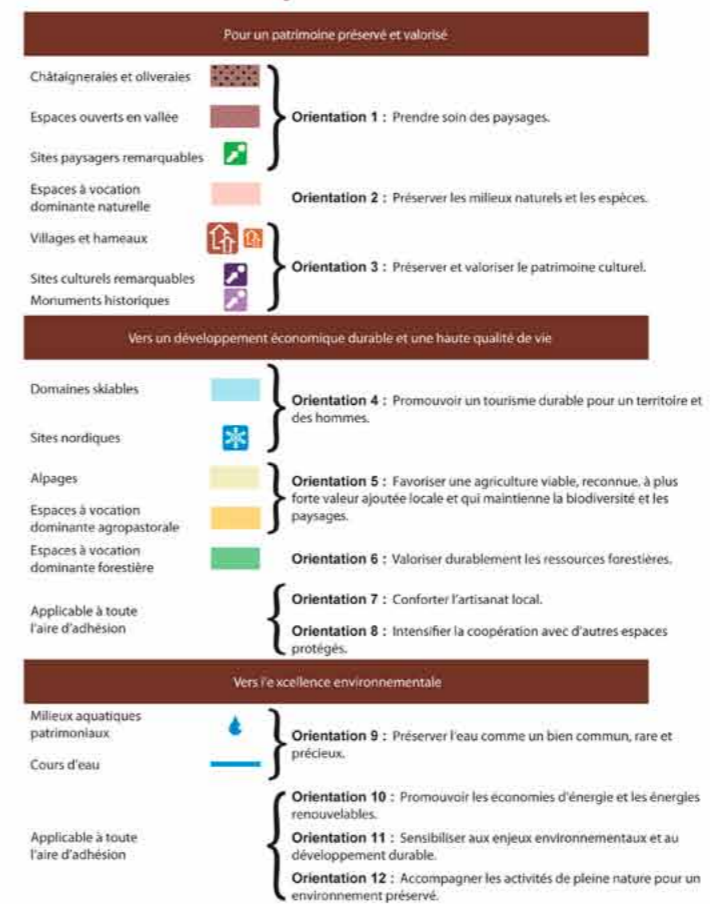 Pour un patrimoine préservé et valorisé
Châtaigneraies et oliveraies
Espaces ouverts en vallée
Sites paysagers remarquables
Orientation 1 : Prendre soin des paysages.
Espaces à vocation
dominante naturelle
Orientation 2 : Préserver les milieux naturels et les espèces.
Villages et hameaux
Sites culturels remarquables
Monuments historiques
Orientation 3 : Préserver et valoriser le patrimoine culturel.
Vers un développement économique durable et une haute qualité de vie
Domaines skiables
Sites nordiques
Orientation 4 : Promouvoir un tourisme durable pour un territoire et
des hommes.
Alpages
Espaces à vocation
dominante agropastorale
Orientation 5 : Favoriser une agriculture viable, reconnue, à plus
forte valeur ajoutée locale et qui maintienne la biodiversité et les
paysages.
Espaces à vocation
dominante forestière
Orientation 6 : Valoriser durablement les ressources forestières.
Applicable à toute
l'aire d'adhésion
Orientation 7 : Conforter l'artisanat local.
Orientation 8 : Intensifier la coopération avec d'autres espaces
protégés.
Vers l'e xcellence environnementale
Milieux aquatiques
patrimoniaux
Cours d'eau
Orientation 9 : Préserver l'eau comme un bien commun, rare et
précieux.
Applicable à toute
l'aire d'adhésion
Orientation 10 : Promouvoir les économies d'énergie et les énergies
renouvelables.
Orientation 11 : Sensibiliser aux enjeux environnementaux et au
développement durable.
Orientation 12 : Accompagner les activités de pleine nature pour un
environnement préservé.